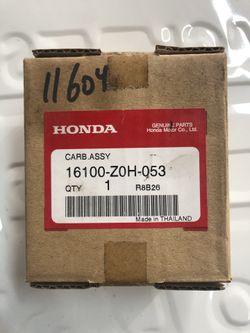 11604
HONDA
GENUINE PARTS
Honda Motor Co., Ltd.
CARB.ASSY
16100-Z0H-053
QTY 1 R8B26
Made in THAILAND